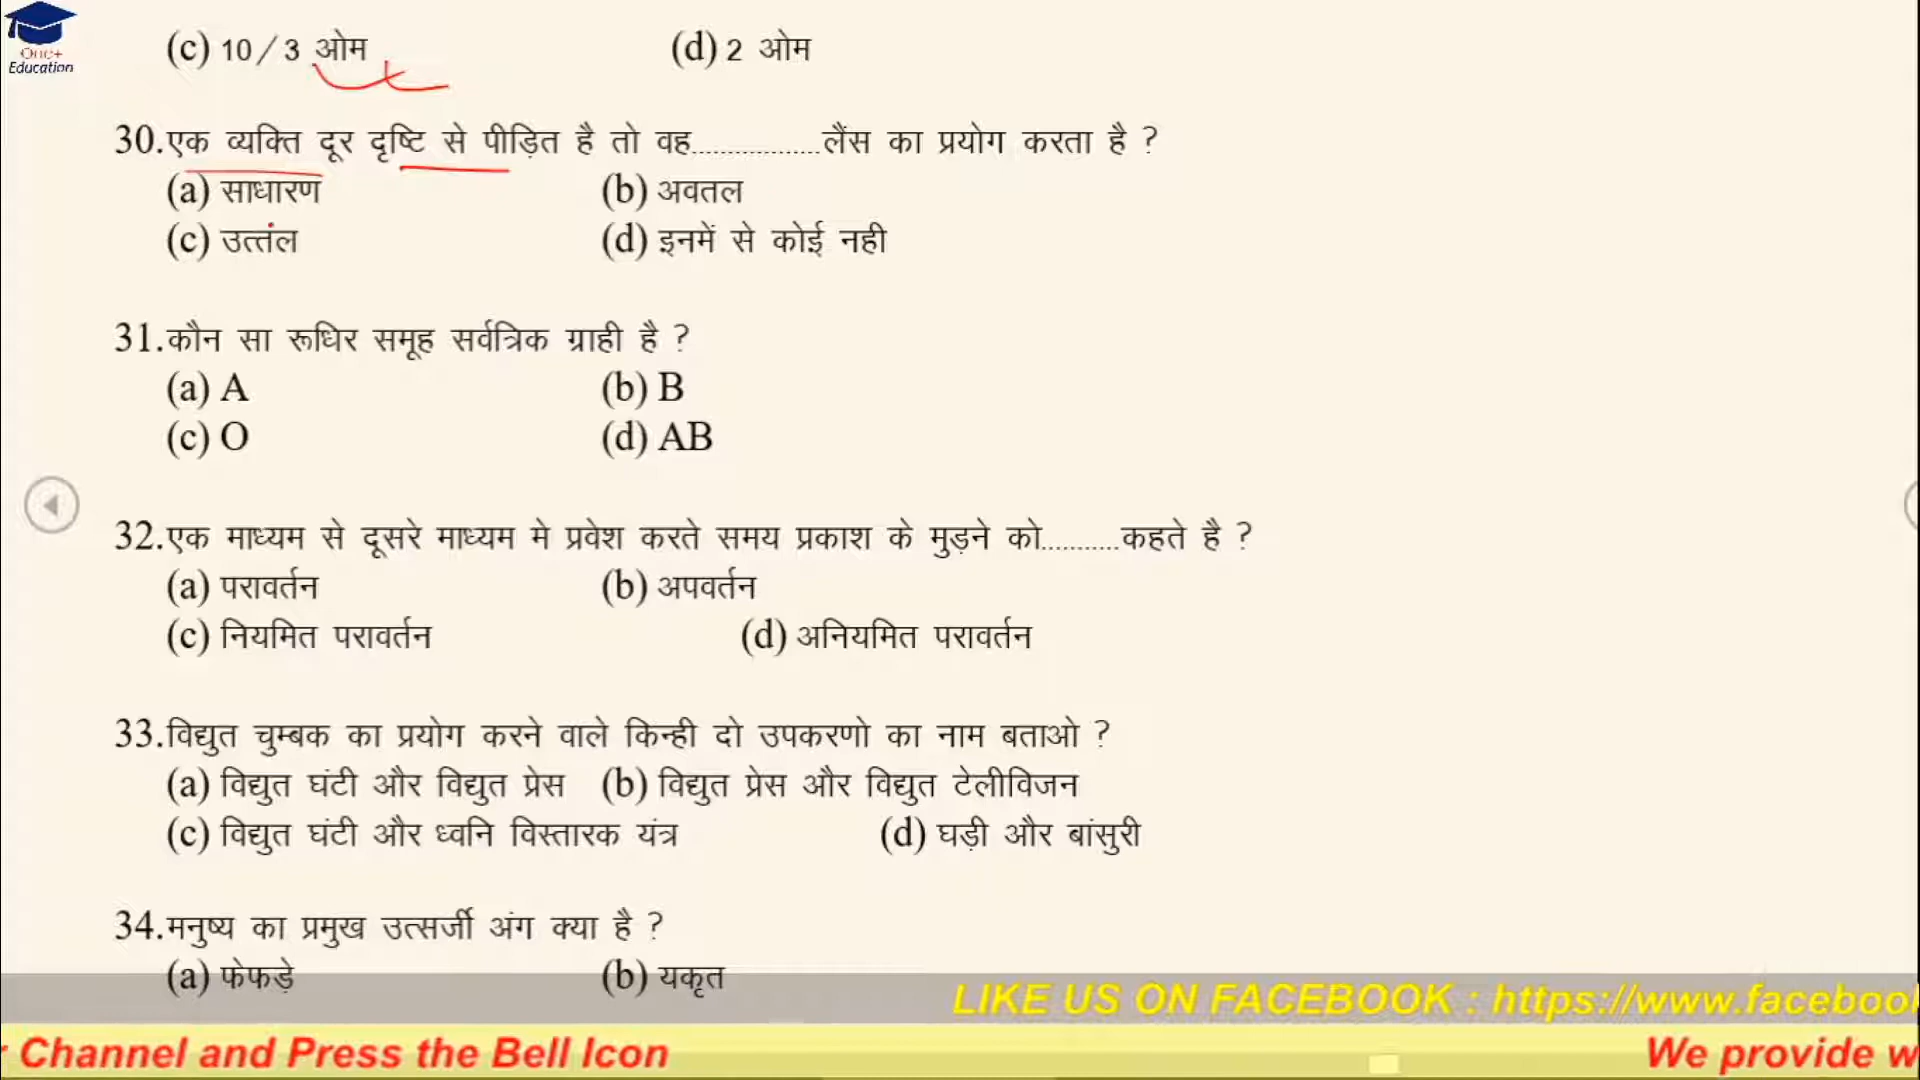 One+
Education
(c) 10 / 3 ओम (d) 2 ओम
30.एक व्यक्ति दूर दृष्टि से पीड़ित है तो वह..................लैंस का प्रयोग करता है ?
(a) साधारण (b) अवतल
(c) उत्तल (d) इनमें से कोई नही
31.कौन सा रूधिर समूह सर्वत्रिक ग्राही है ?
(a) A (b) B
(c) O (d) AB
32.एक माध्यम से दूसरे माध्यम मे प्रवेश करते समय प्रकाश के मुड़ने को...........कहते है ?
(a) परावर्तन (b) अपवर्तन
(c) नियमित परावर्तन (d) अनियमित परावर्तन
33.विद्युत चुम्बक का प्रयोग करने वाले किन्ही दो उपकरणो का नाम बताओ ?
(a) विद्युत घंटी और विद्युत प्रेस (b) विद्युत प्रेस और विद्युत टेलीविजन
(c) विद्युत घंटी और ध्वनि विस्तारक यंत्र (d) घड़ी और बांसुरी
34.मनुष्य का प्रमुख उत्सर्जी अंग क्या है ?
(a) फेफड़े (b) यकृत
LIKE US ON FACEBOOK : https://www.facebook
Channel and Press the Bell Icon We provide w